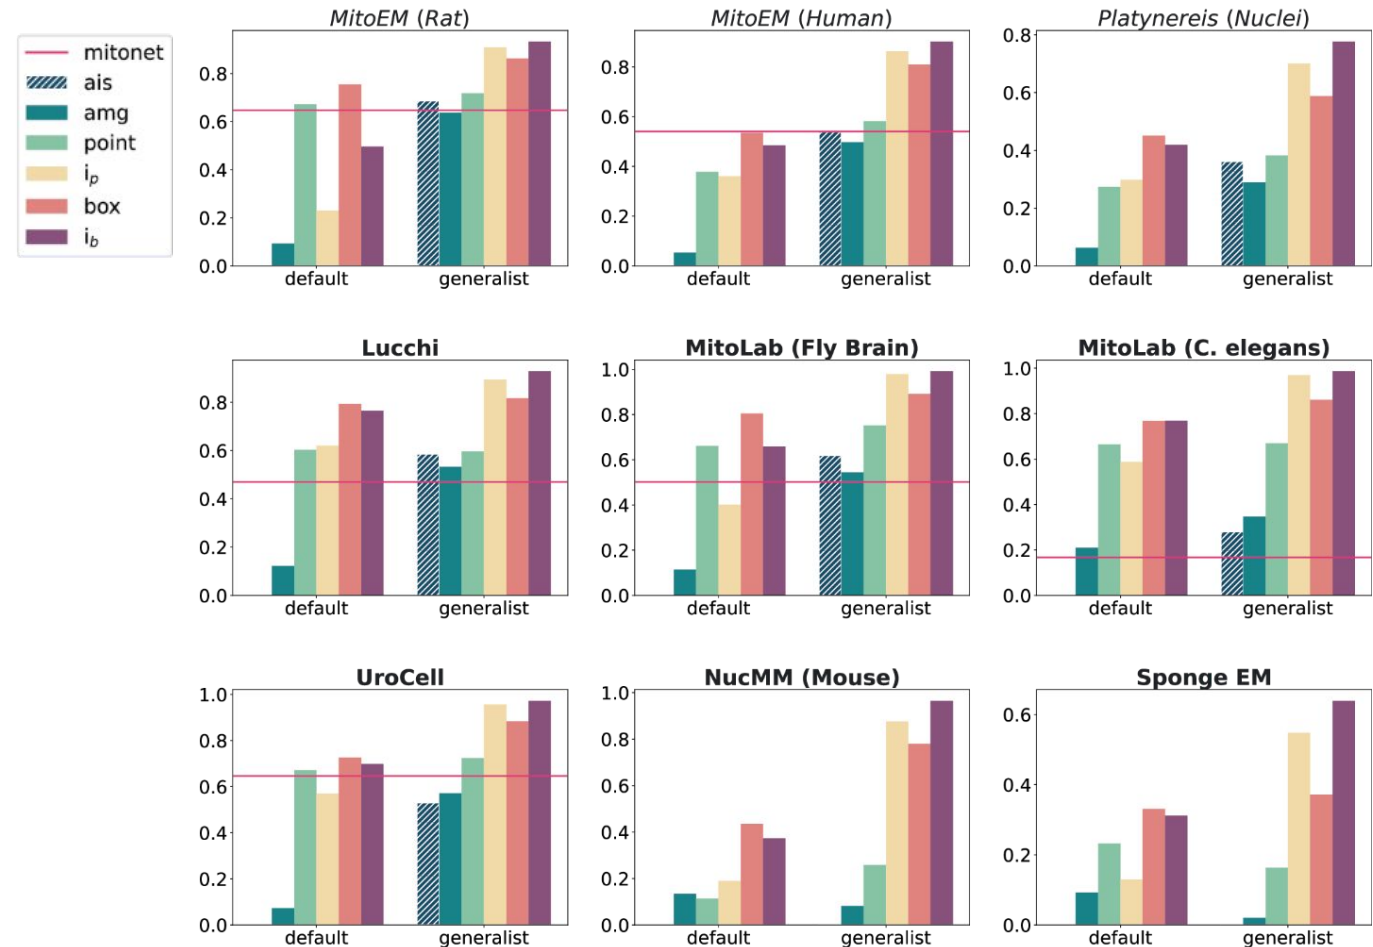 mitonet
ais
amg
point
i_p
box
i_b
MitoEM (Rat)
0.8
0.6
0.4
0.2
0.0
default
generalist
MitoEM (Human)
0.8
0.6
0.4
0.2
0.0
default
generalist
Platynereis (Nuclei)
0.8
0.6
0.4
0.2
0.0
default
generalist
Lucchi
0.8
0.6
0.4
0.2
0.0
default
generalist
MitoLab (Fly Brain)
1.0
0.8
0.6
0.4
0.2
0.0
default
generalist
MitoLab (C. elegans)
1.0
0.8
0.6
0.4
0.2
0.0
default
generalist
UroCell
1.0
0.8
0.6
0.4
0.2
0.0
default
generalist
NucMM (Mouse)
1.0
0.8
0.6
0.4
0.2
0.0
default
generalist
Sponge EM
0.6
0.4
0.2
0.0
default
generalist